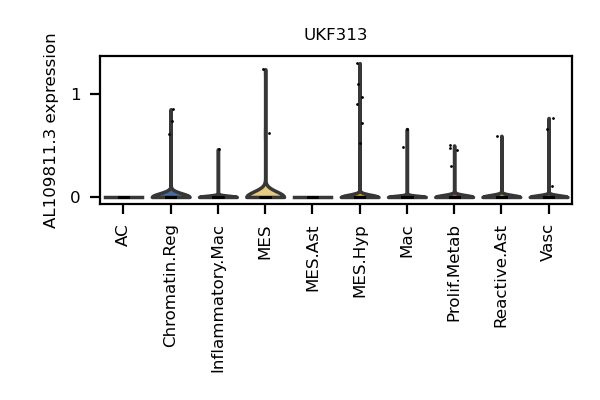 UKF313
AL109811.3 expression
1
0
AC
Chromatin.Reg
Inflammatory.Mac
MES
MES.Ast
MES.Hyp
Mac
Prolif.Metab
Reactive.Ast
Vasc